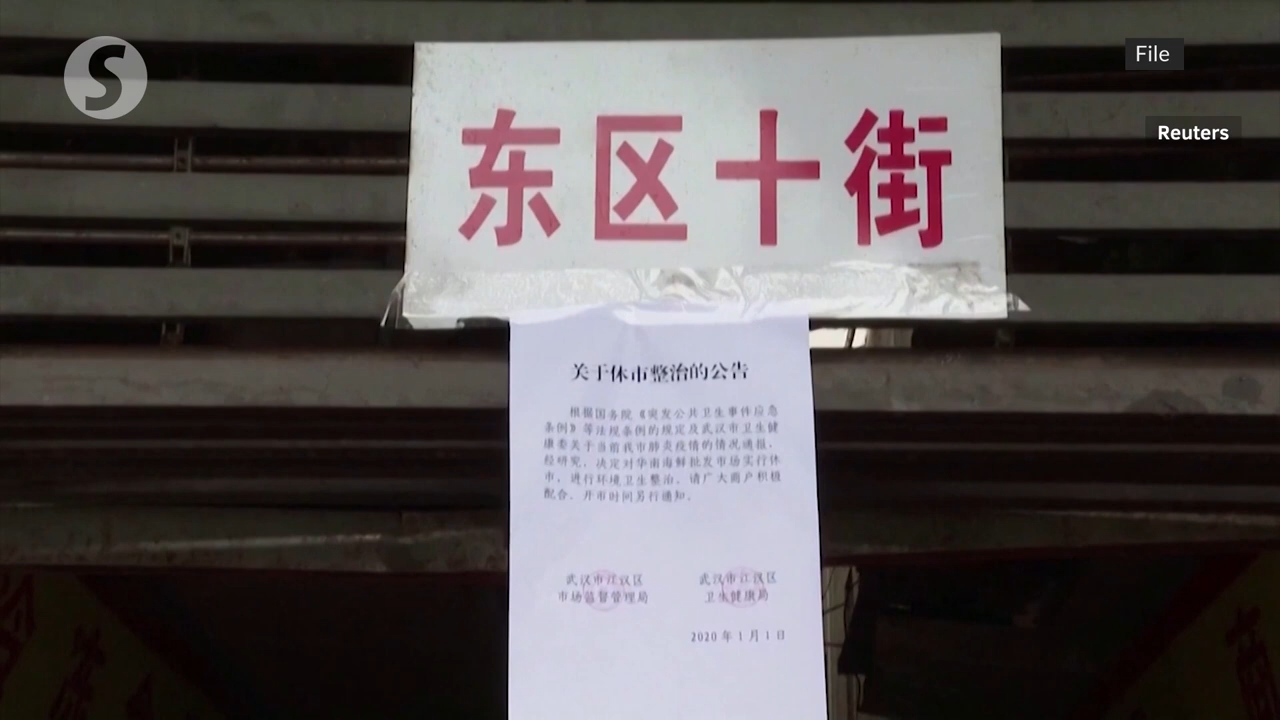 S
File
Reuters
东区十街
关于休市整治的公告
根据国务院《突发公共卫生事件应急
条例》等法规条例的规定及武汉市卫生健
康委关于当前我市肺炎疫情的情况通报，
经研究，决定对华南海鲜批发市场实行休
市，进行环境卫生整治，请广大商户积极
配合，开市时间另行通知。
武汉市江汉区
市场监督管理局
武汉市江汉区
卫生健康局
2020年1月1日